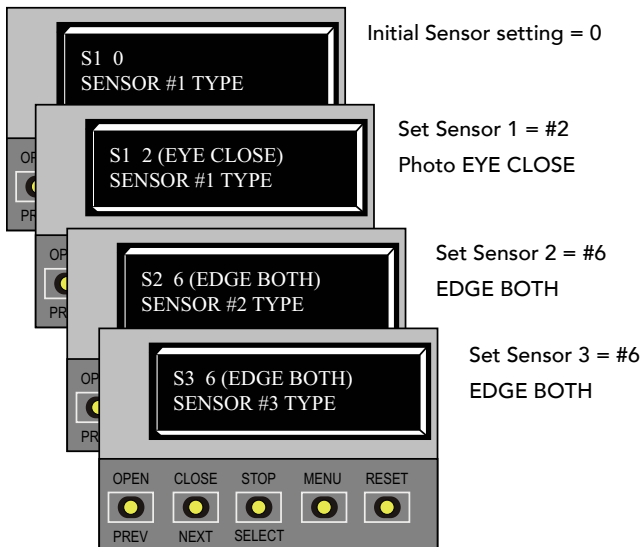 Initial Sensor setting = 0
S1 0
SENSOR #1 TYPE
Set Sensor 1 = #2
Photo EYE CLOSE
S1 2 (EYE CLOSE)
SENSOR #1 TYPE
Set Sensor 2 = #6
EDGE BOTH
S2 6 (EDGE BOTH)
SENSOR #2 TYPE
Set Sensor 3 = #6
EDGE BOTH
S3 6 (EDGE BOTH)
SENSOR #3 TYPE
OPEN CLOSE STOP MENU RESET
PREV NEXT SELECT